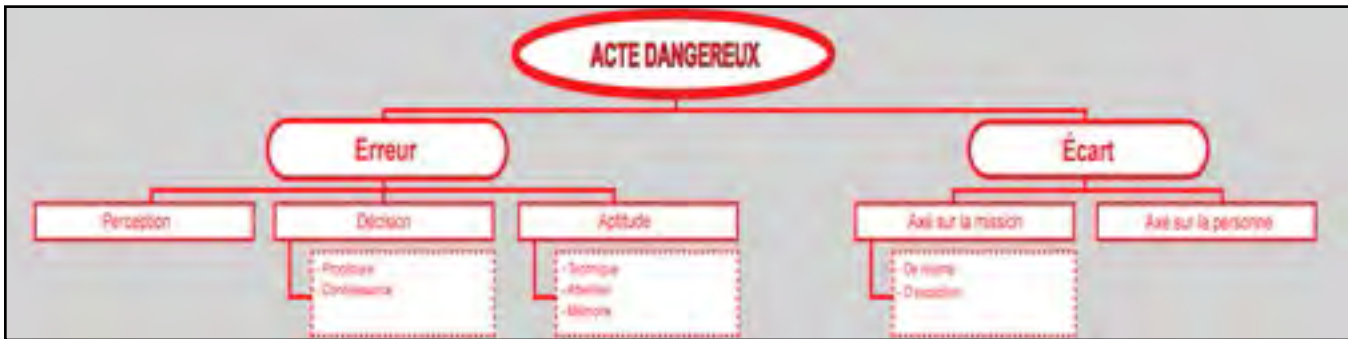 ACTE DANGEREUX
Erreur
Écart
Perception
Décision
Aptitude
Axé sur la mission
Axé sur la personne
- Technique
- Attention
- Mémoire
- De routine
- D'exception
- Connaissance